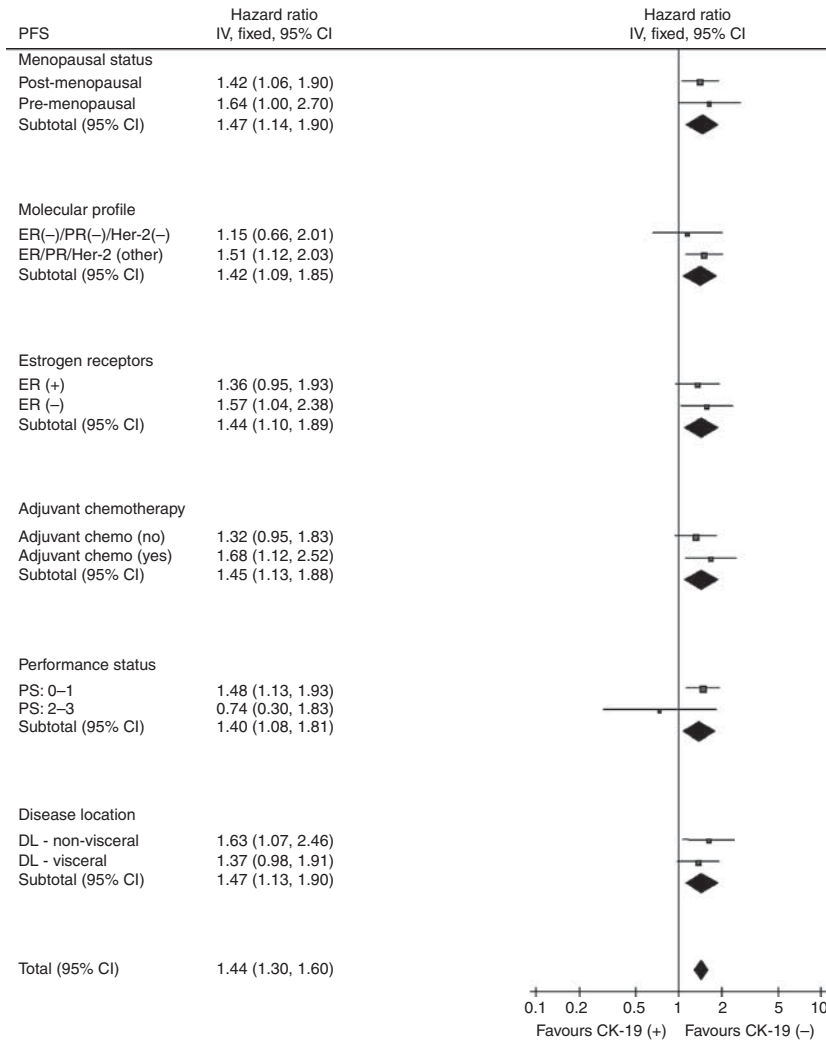 Hazard ratio Hazard ratio
PFS IV, fixed, 95% CI IV, fixed, 95% CI
Menopausal status
Post-menopausal 1.42 (1.06, 1.90)
Pre-menopausal 1.64 (1.00, 2.70)
Subtotal (95% CI) 1.47 (1.14, 1.90)
Molecular profile
ER(–)/PR(–)/Her-2(–) 1.15 (0.66, 2.01)
ER/PR/Her-2 (other) 1.51 (1.12, 2.03)
Subtotal (95% CI) 1.42 (1.09, 1.85)
Estrogen receptors
ER (+) 1.36 (0.95, 1.93)
ER (–) 1.57 (1.04, 2.38)
Subtotal (95% CI) 1.44 (1.10, 1.89)
Adjuvant chemotherapy
Adjuvant chemo (no) 1.32 (0.95, 1.83)
Adjuvant chemo (yes) 1.68 (1.12, 2.52)
Subtotal (95% CI) 1.45 (1.13, 1.88)
Performance status
PS: 0–1 1.48 (1.13, 1.93)
PS: 2–3 0.74 (0.30, 1.83)
Subtotal (95% CI) 1.40 (1.08, 1.81)
Disease location
DL - non-visceral 1.63 (1.07, 2.46)
DL - visceral 1.37 (0.98, 1.91)
Subtotal (95% CI) 1.47 (1.13, 1.90)
Total (95% CI) 1.44 (1.30, 1.60)
0.1 0.2 0.5 1 2 5 10
Favours CK-19 (+) Favours CK-19 (–)